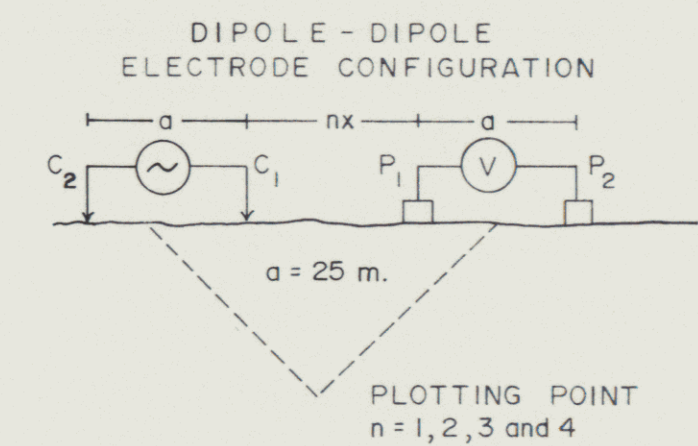 DIPOLE - DIPOLE
ELECTRODE CONFIGURATION
a nx a
C2 ~ C1 P1 V P2
a = 25 m.
PLOTTING POINT
n = 1, 2, 3 and 4